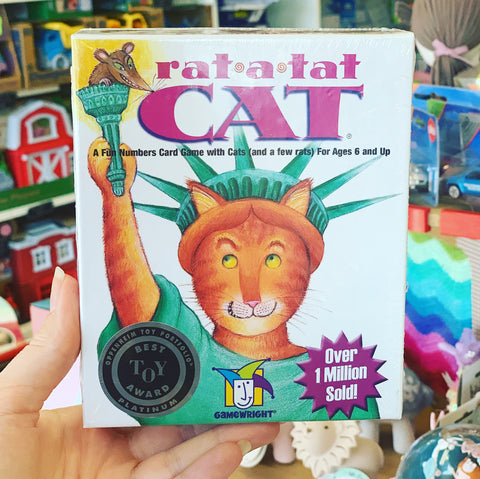 rat•a•tat
CAT®
A Fun Numbers Card Game with Cats (and a few rats) For Ages 6 and Up
OPPENHEIM TOY PORTFOLIO
BEST
TOY
AWARD
PLATINUM
GAMEWRIGHT®
Over
1 Million
Sold!